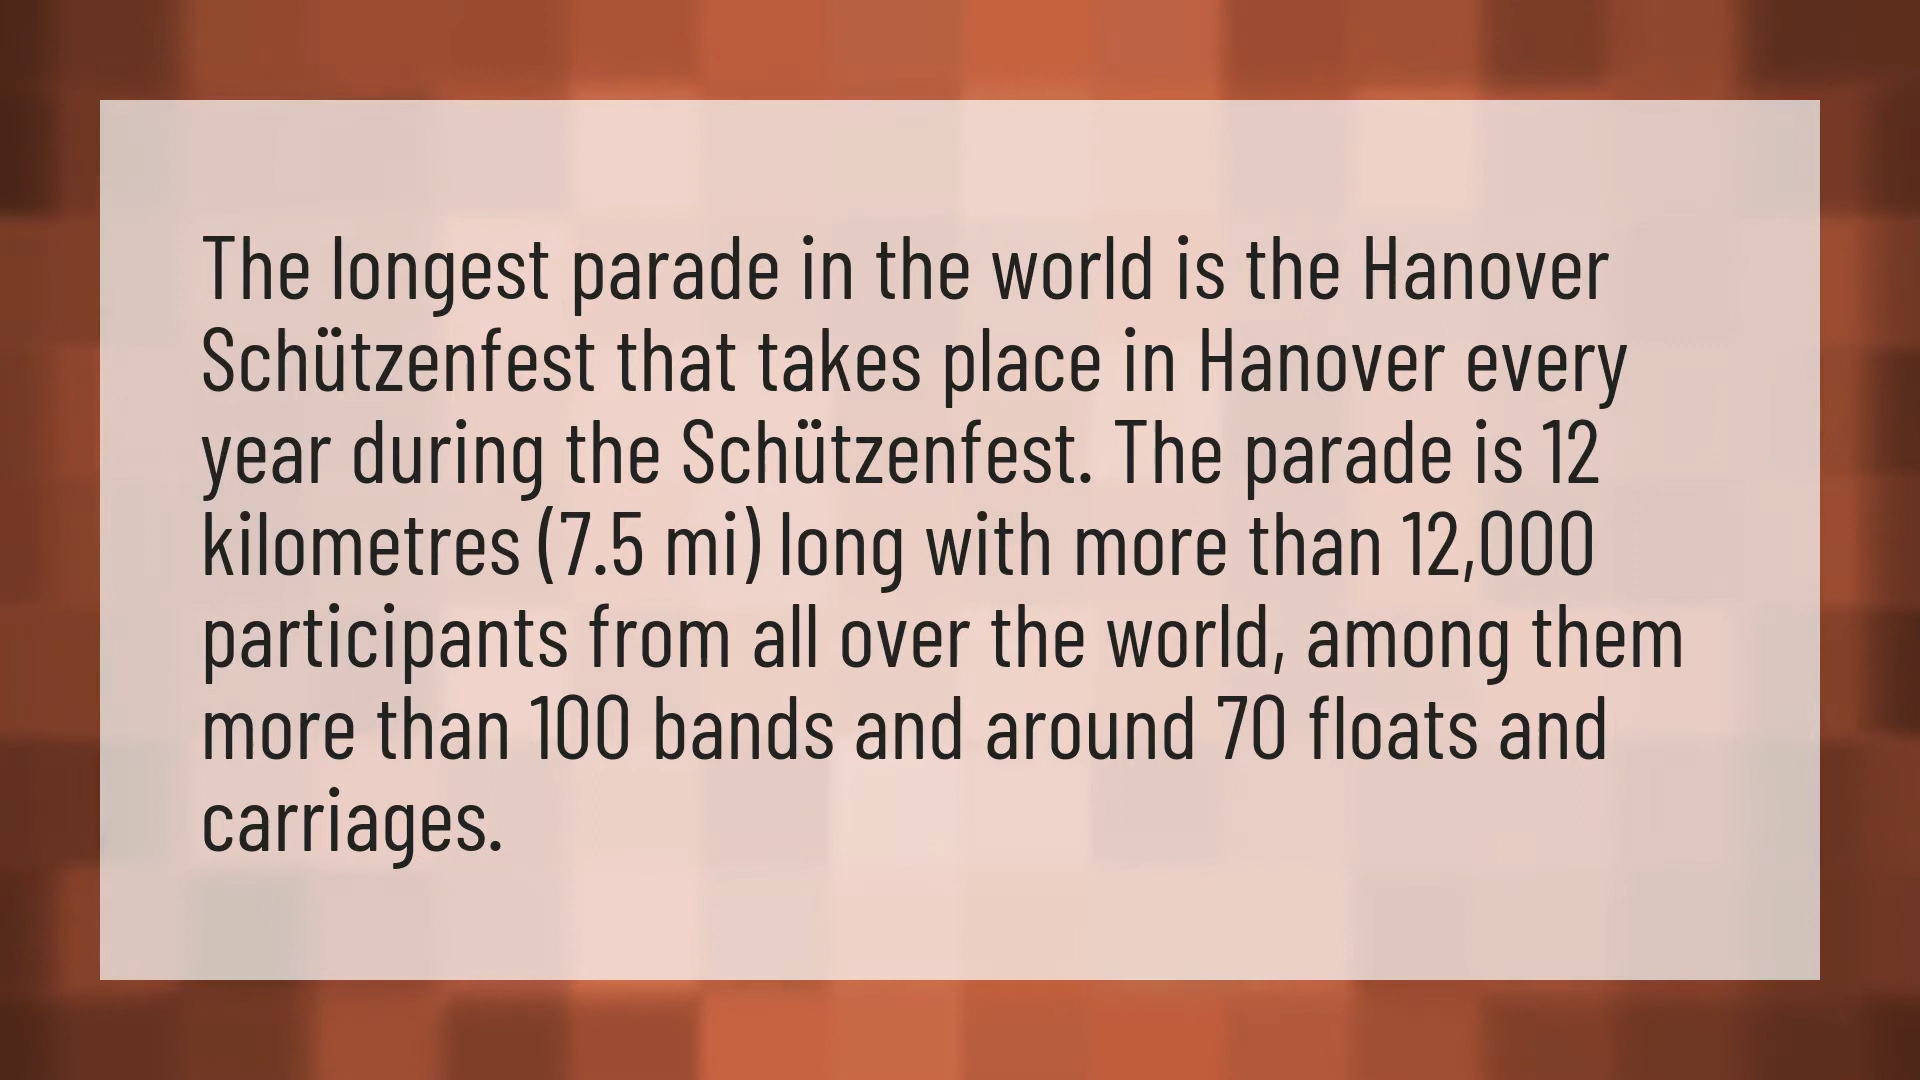 The longest parade in the world is the Hanover
Schützenfest that takes place in Hanover every
year during the Schützenfest. The parade is 12
kilometres (7.5 mi) long with more than 12,000
participants from all over the world, among them
more than 100 bands and around 70 floats and
carriages.